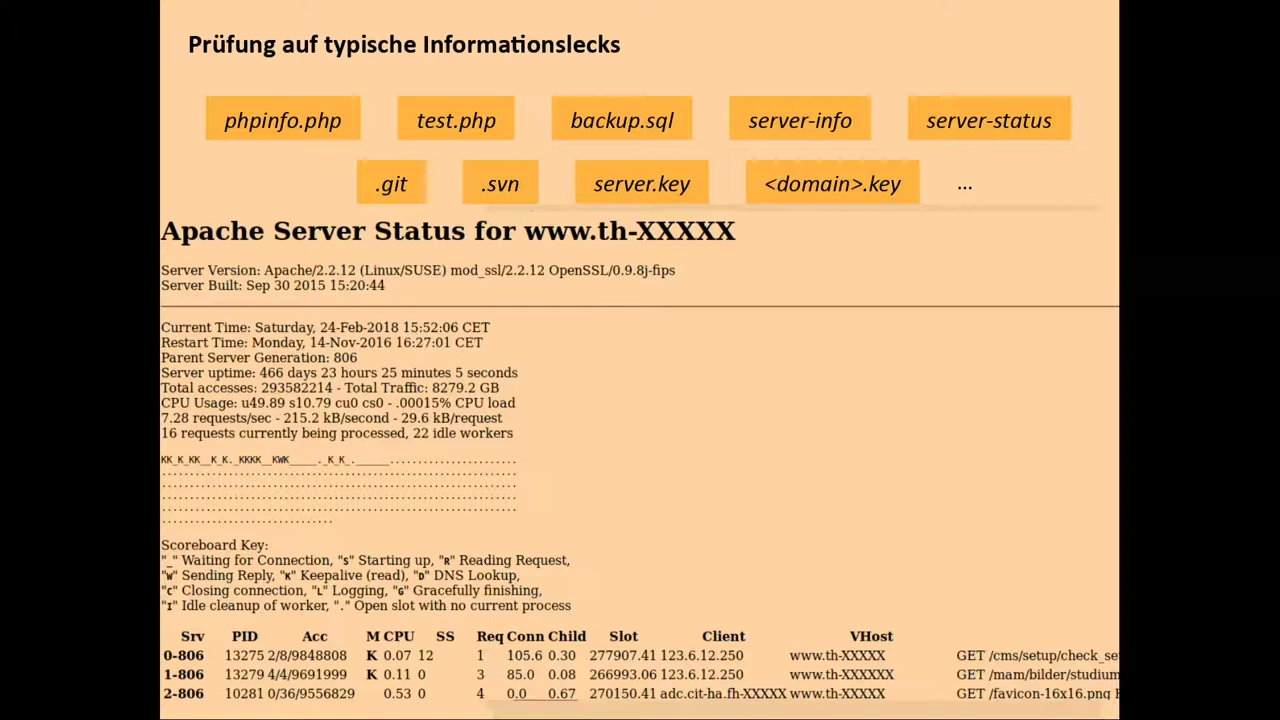 Prüfung auf typische Informationslecks
phpinfo.php test.php backup.sql server-info server-status
.git .svn server.key <domain>.key ...
Apache Server Status for www.th-XXXXX
Server Version: Apache/2.2.12 (Linux/SUSE) mod_ssl/2.2.12 OpenSSL/0.9.8j-fips
Server Built: Sep 30 2015 15:20:44
Current Time: Saturday, 24-Feb-2018 15:52:06 CET
Restart Time: Monday, 14-Nov-2016 16:27:01 CET
Parent Server Generation: 806
Server uptime: 466 days 23 hours 25 minutes 5 seconds
Total accesses: 293582214 - Total Traffic: 8279.2 GB
CPU Usage: u49.89 s10.79 cu0 cs0 - .00015% CPU load
7.28 requests/sec - 215.2 kB/second - 29.6 kB/request
16 requests currently being processed, 22 idle workers
KK_K_KK__K_K._KKKK__KWK_____._K_K_.______.......................
................................................................
................................................................
................................................................
................................................................
...............................
Scoreboard Key:
"_" Waiting for Connection, "S" Starting up, "R" Reading Request,
"W" Sending Reply, "K" Keepalive (read), "D" DNS Lookup,
"C" Closing connection, "L" Logging, "G" Gracefully finishing,
"I" Idle cleanup of worker, "." Open slot with no current process
Srv PID Acc M CPU SS Req Conn Child Slot Client VHost
0-806 13275 2/8/9848808 K 0.07 12 1 105.6 0.30 277907.41 123.6.12.250 www.th-XXXXX GET /cms/setup/check_se
1-806 13279 4/4/9691999 K 0.11 0 3 85.0 0.08 266993.06 123.6.12.250 www.th-XXXXXX GET /mam/bilder/studium
2-806 10281 0/36/9556829 0.53 0 4 0.0 0.67 270150.41 adc.cit-ha.fh-XXXXX www.th-XXXXX GET /favicon-16x16.png